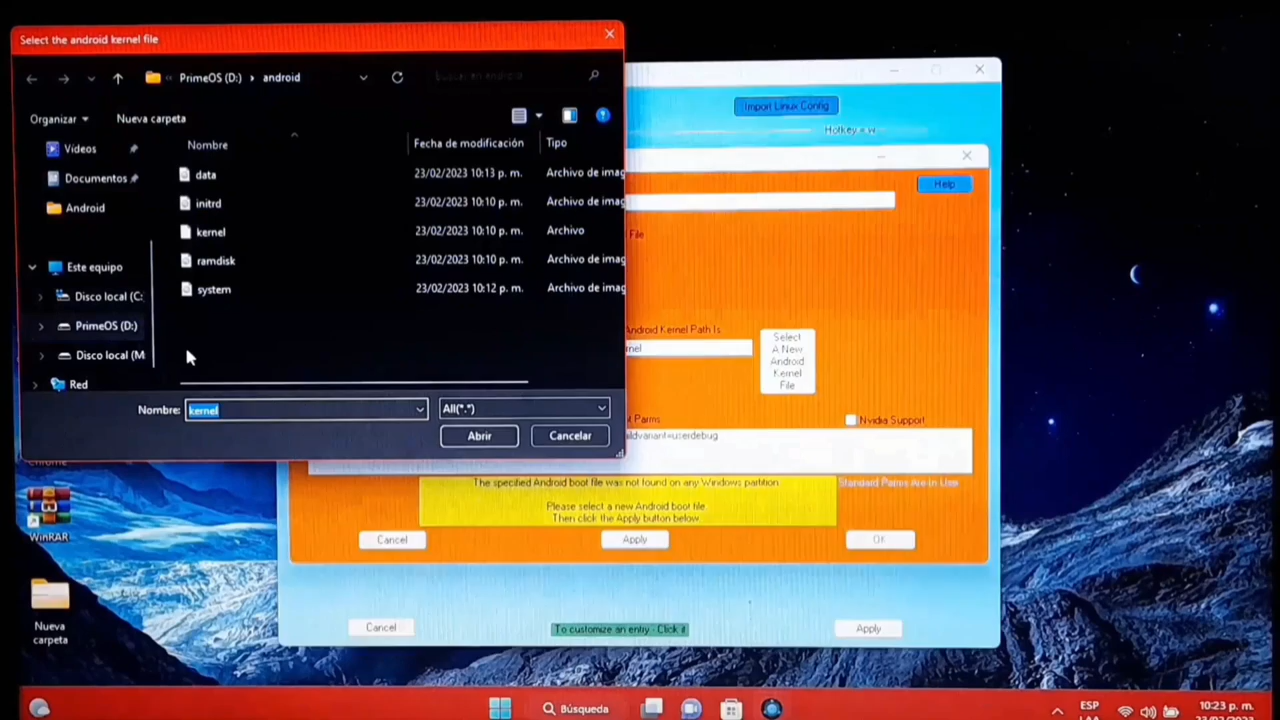 Select the android kernel file
PrimeOS (D:) > android
Buscar en android
Organizar
Nueva carpeta
Nombre
Fecha de modificación
Tipo
Vídeos
Documentos
Android
Este equipo
Disco local (C:
PrimeOS (D:)
Disco local (M
Red
data 23/02/2023 10:13 p. m. Archivo de imag
initrd 23/02/2023 10:10 p. m. Archivo de imag
kernel 23/02/2023 10:10 p. m. Archivo
ramdisk 23/02/2023 10:10 p. m. Archivo de imag
system 23/02/2023 10:12 p. m. Archivo de imag
Nombre: kernel
All(*.*)
Abrir
Cancelar
Import Linux Config
Hotkey = w
Help
File
Android Kernel Path Is
rnel
Select
A New
Android
Kernel
File
t Parms
Nvidia Support
The specified Android boot file was not found on any Windows partition.
Please select a new Android boot file.
Then click the Apply button below.
Standard Parms Are In Use
Cancel
Apply
OK
Cancel
To customize an entry - Click it
Apply
WinRAR
Nueva
carpeta
Búsqueda
ESP
LAA
10:23 p. m.
23/02/2023